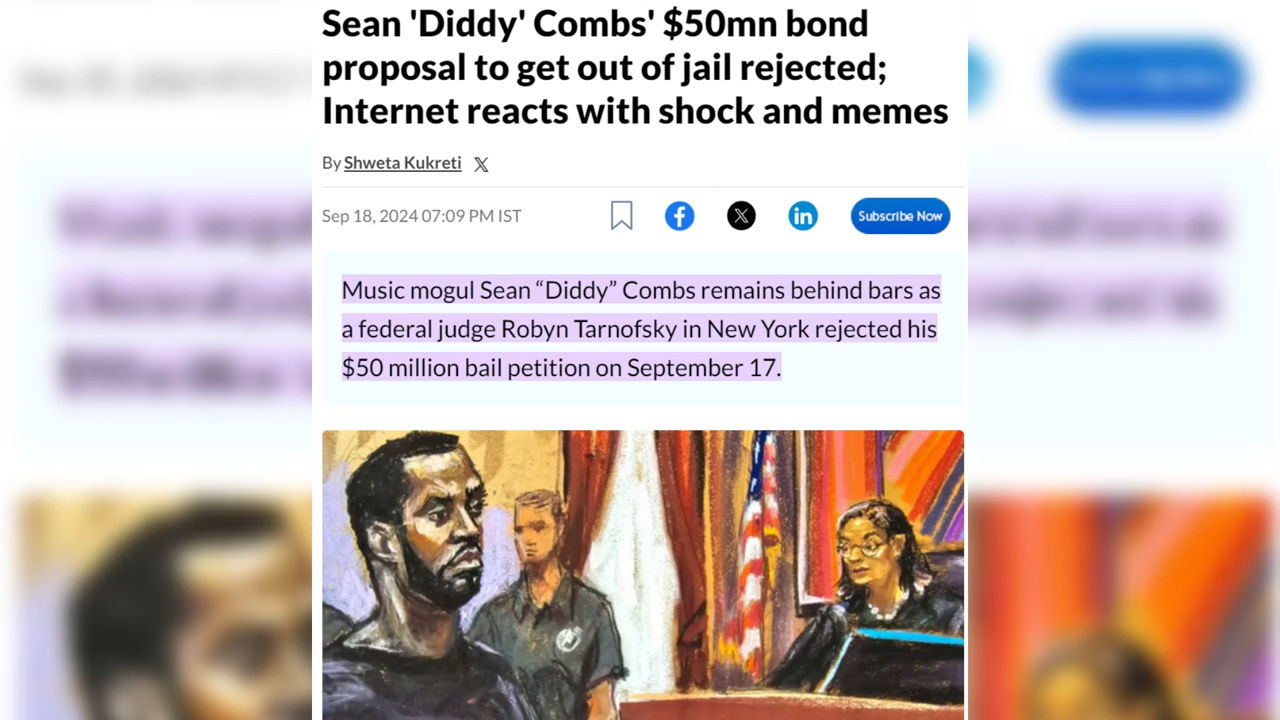 Sean 'Diddy' Combs' $50mn bond
proposal to get out of jail rejected;
Internet reacts with shock and memes
By Shweta Kukreti
Sep 18, 2024 07:09 PM IST
Subscribe Now
Music mogul Sean “Diddy” Combs remains behind bars as
a federal judge Robyn Tarnofsky in New York rejected his
$50 million bail petition on September 17.